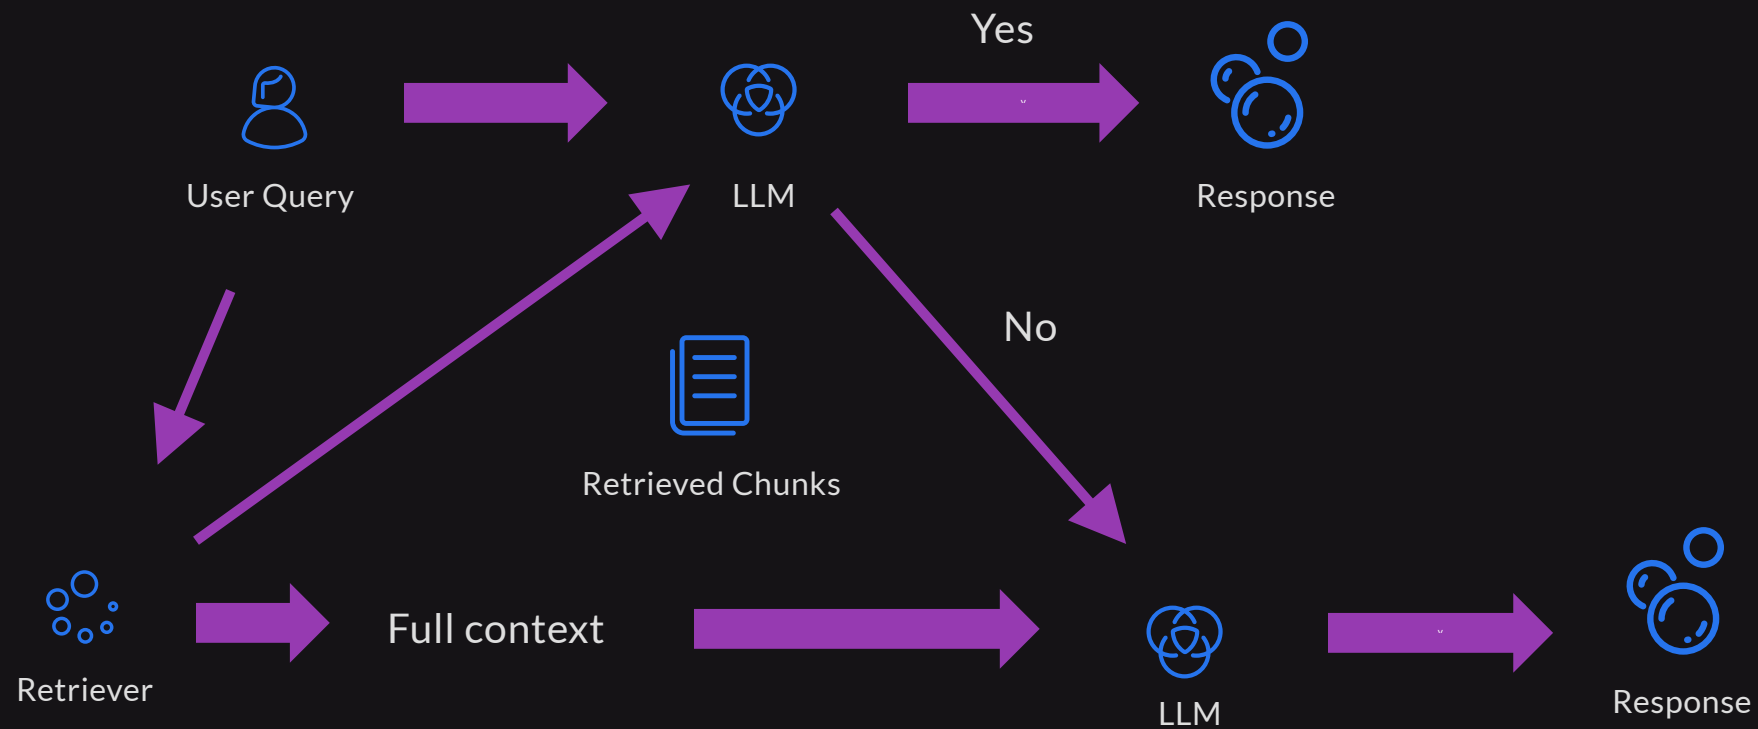 Yes
User Query
LLM
Response
No
Retrieved Chunks
Full context
Retriever
LLM
Response